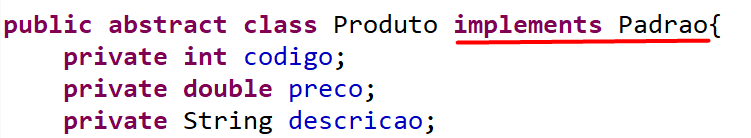 public abstract class Produto implements Padrao{
private int codigo;
private double preco;
private String descricao;